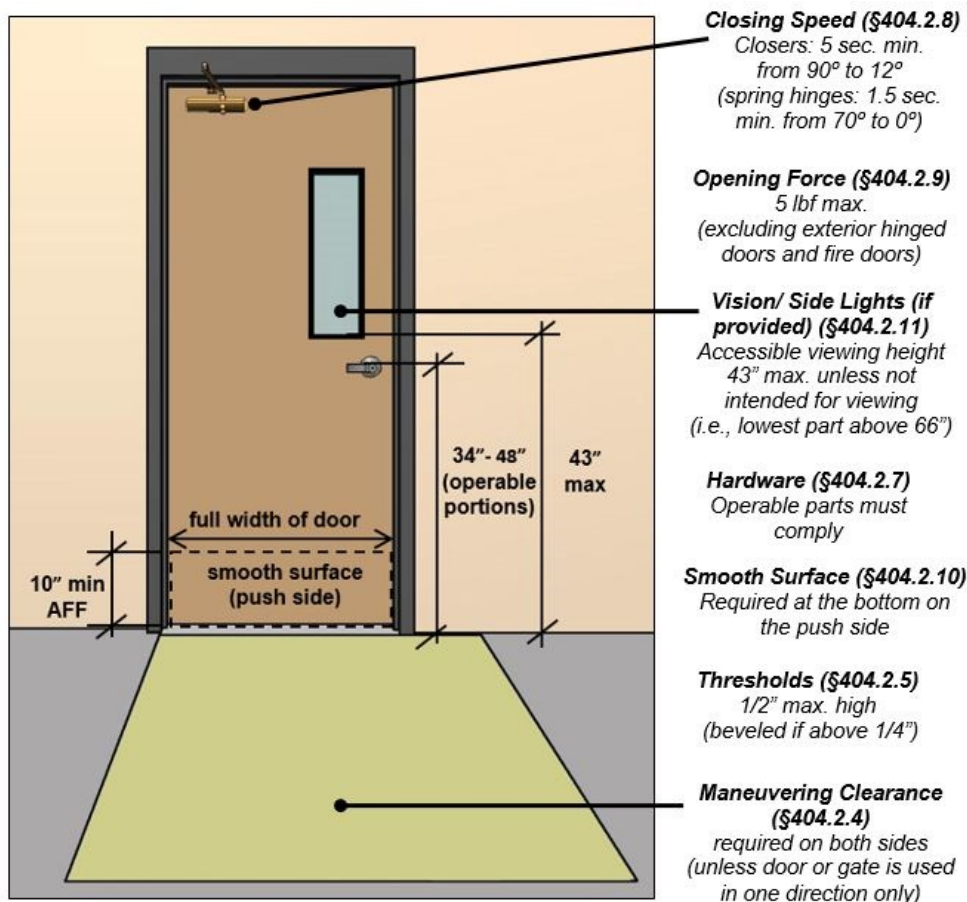 Closing Speed (§404.2.8)
Closers: 5 sec. min.
from 90º to 12º
(spring hinges: 1.5 sec.
min. from 70º to 0º)
Opening Force (§404.2.9)
5 lbf max.
(excluding exterior hinged
doors and fire doors)
Vision/ Side Lights (if
provided) (§404.2.11)
Accessible viewing height
43” max. unless not
intended for viewing
(i.e., lowest part above 66”)
Hardware (§404.2.7)
Operable parts must
comply
Smooth Surface (§404.2.10)
Required at the bottom on
the push side
Thresholds (§404.2.5)
1/2” max. high
(beveled if above 1/4”)
Maneuvering Clearance
(§404.2.4)
required on both sides
(unless door or gate is used
in one direction only)
34″- 48″
(operable
portions)
43″
max
full width of door
smooth surface
(push side)
10″ min
AFF